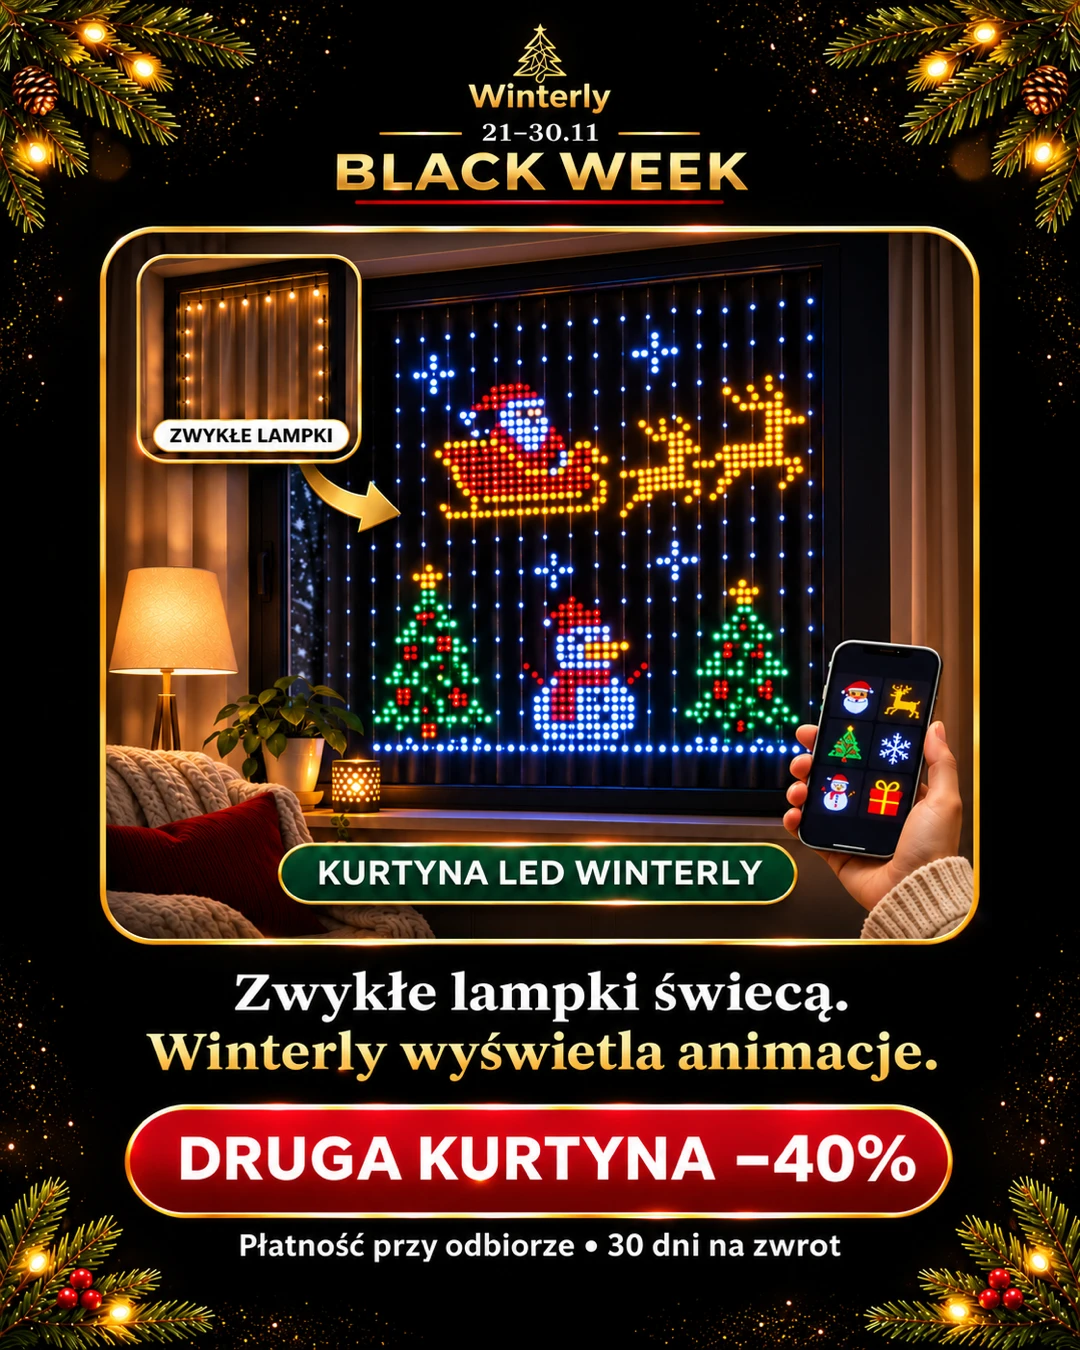 Winterly
21–30.11
BLACK WEEK
ZWYKŁE LAMPKI
KURTYNA LED WINTERLY
Zwykłe lampki świecą.
Winterly wyświetla animacje.
DRUGA KURTYNA –40%
Płatność przy odbiorze • 30 dni na zwrot